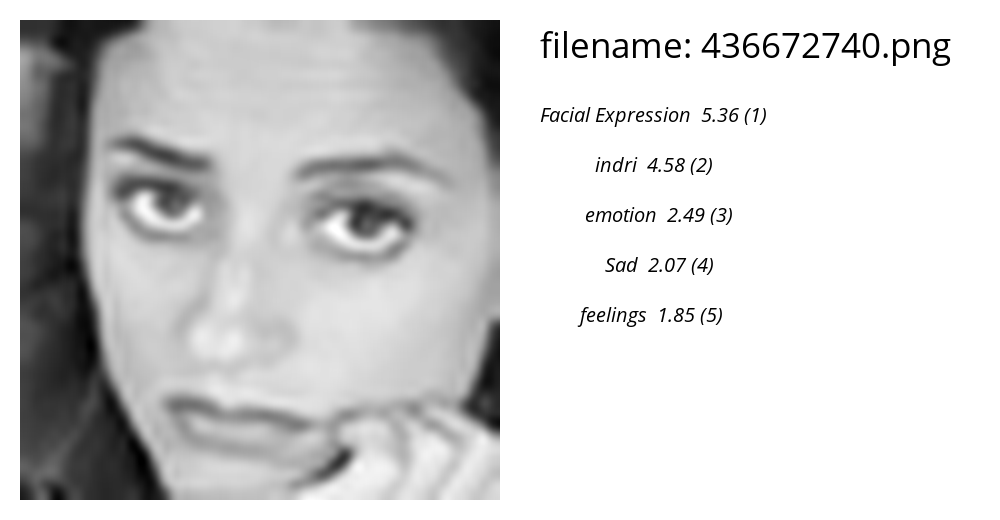 filename: 436672740.png
Facial Expression 5.36 (1)
indri 4.58 (2)
emotion 2.49 (3)
Sad 2.07 (4)
feelings 1.85 (5)